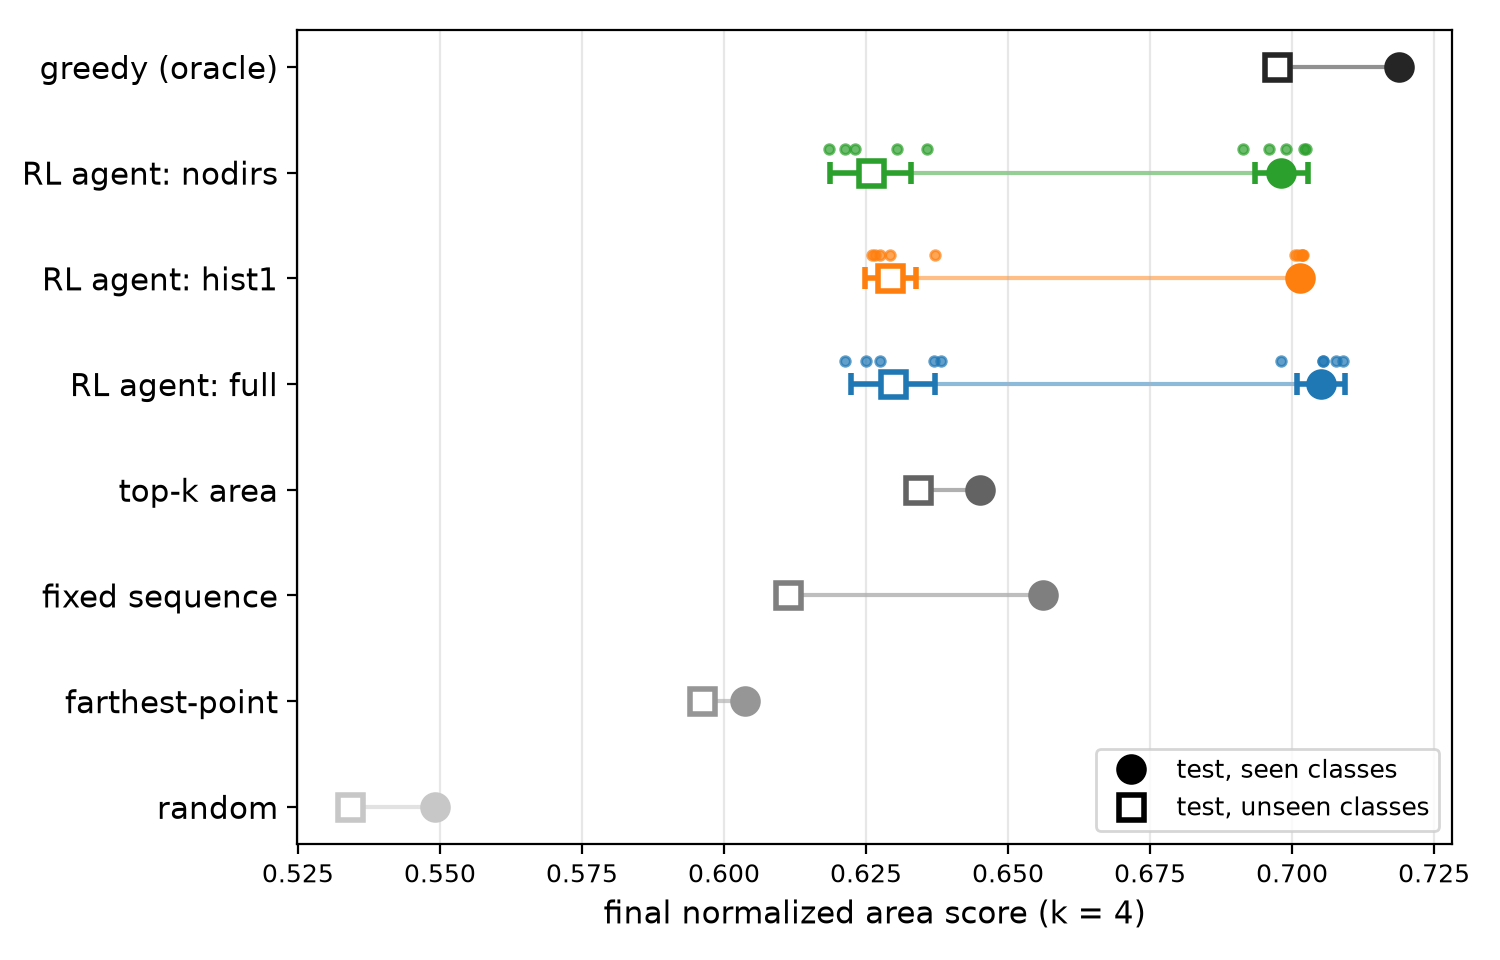 greedy (oracle)
RL agent: nodirs
RL agent: hist1
RL agent: full
top-k area
fixed sequence
farthest-point
random
test, seen classes
test, unseen classes
0.525 0.550 0.575 0.600 0.625 0.650 0.675 0.700 0.725
final normalized area score (k = 4)